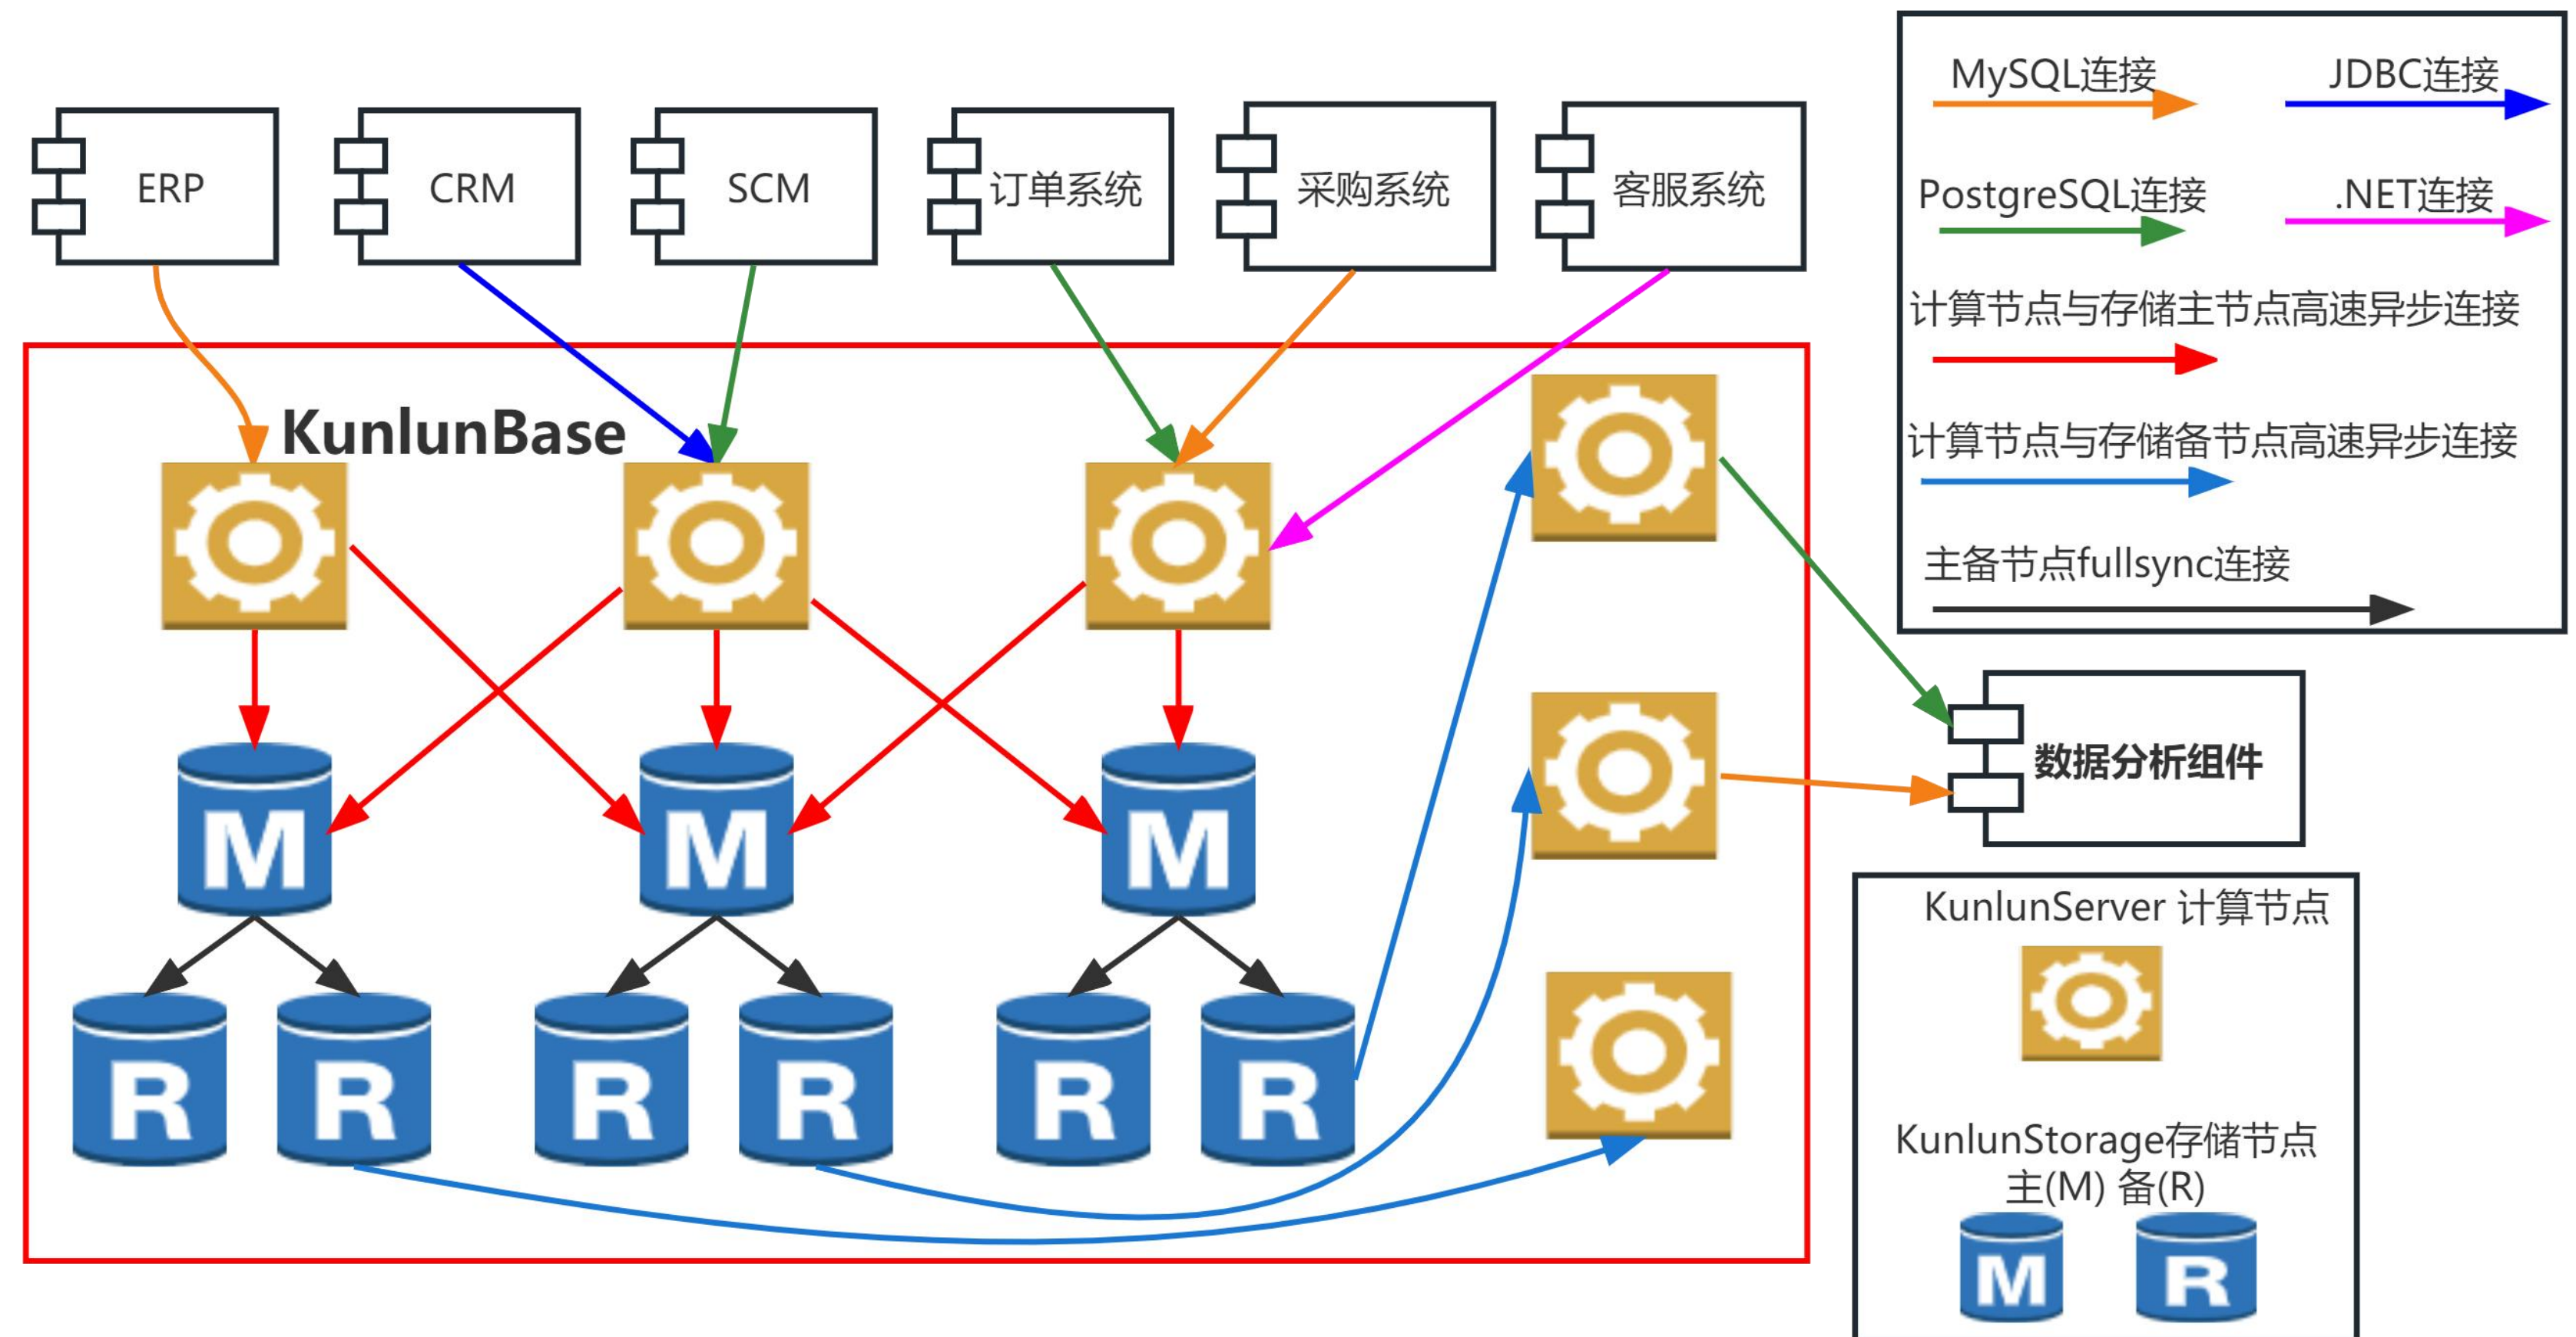 ERP
CRM
SCM
订单系统
采购系统
客服系统
KunlunBase
M
M
M
R
R
R
R
R
R
MySQL连接
JDBC连接
PostgreSQL连接
.NET连接
计算节点与存储主节点高速异步连接
计算节点与存储备节点高速异步连接
主备节点fullsync连接
数据分析组件
KunlunServer 计算节点
KunlunStorage存储节点
主(M) 备(R)
M
R